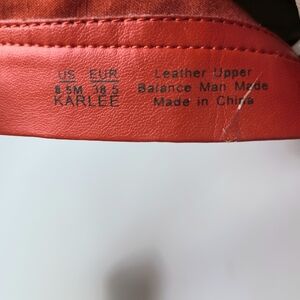 US EUR
8.5M 38.5
KARLEE
Leather Upper
Balance Man Made
Made in China